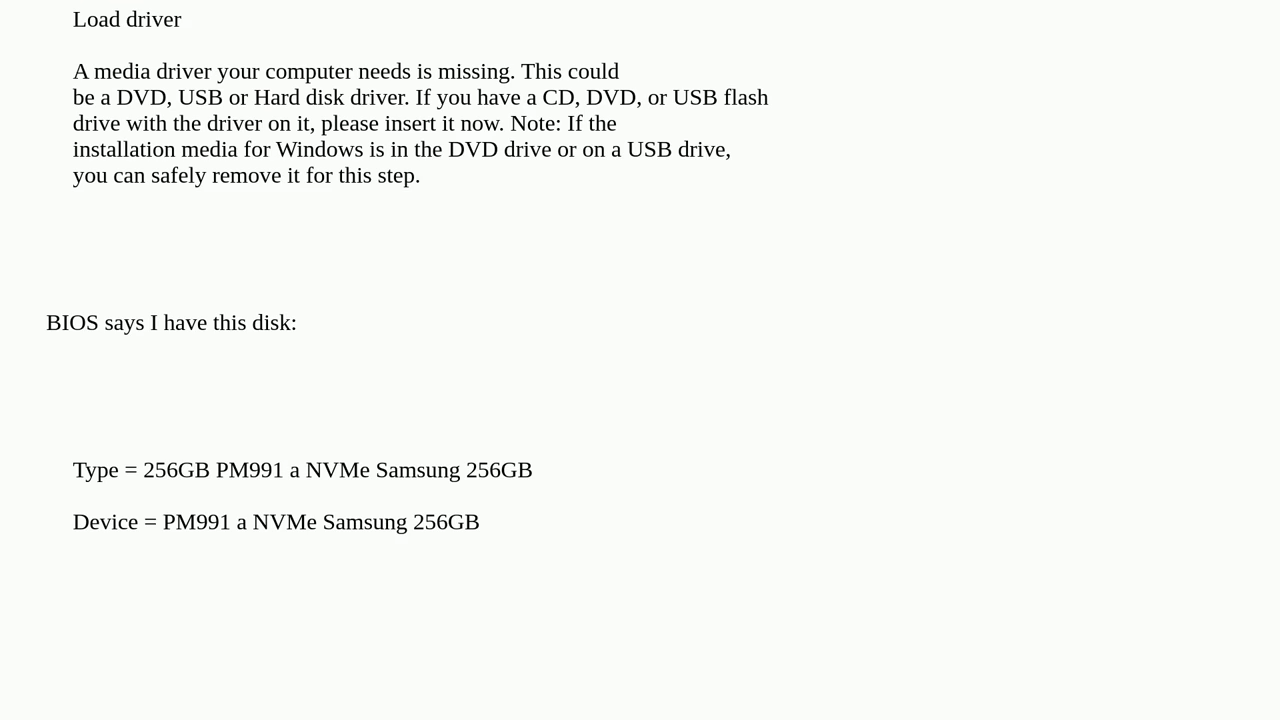 Load driver
A media driver your computer needs is missing. This could
be a DVD, USB or Hard disk driver. If you have a CD, DVD, or USB flash
drive with the driver on it, please insert it now. Note: If the
installation media for Windows is in the DVD drive or on a USB drive,
you can safely remove it for this step.
BIOS says I have this disk:
Type = 256GB PM991 a NVMe Samsung 256GB
Device = PM991 a NVMe Samsung 256GB